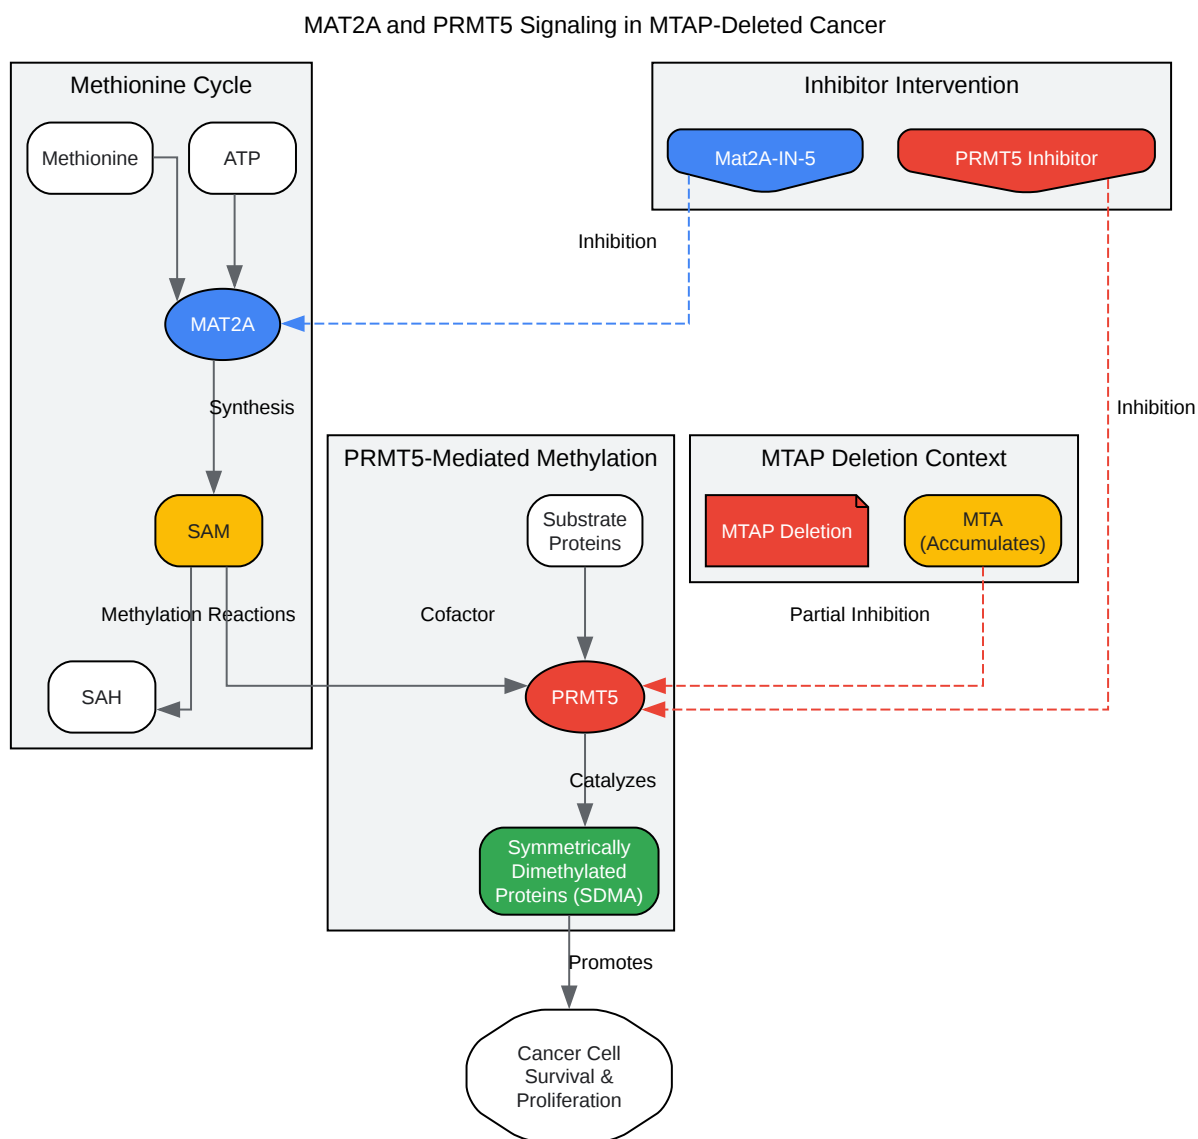 MAT2A and PRMT5 Signaling in MTAP-Deleted Cancer
Methionine Cycle
Inhibitor Intervention
Methionine
ATP
Mat2A-IN-5
PRMT5 Inhibitor
Inhibition
MAT2A
Synthesis
Inhibition
PRMT5-Mediated Methylation
MTAP Deletion Context
SAM
Substrate
Proteins
MTAP Deletion
MTA
(Accumulates)
Methylation Reactions
Cofactor
Partial Inhibition
SAH
PRMT5
Catalyzes
Symmetrically
Dimethylated
Proteins (SDMA)
Promotes
Cancer Cell
Survival &
Proliferation